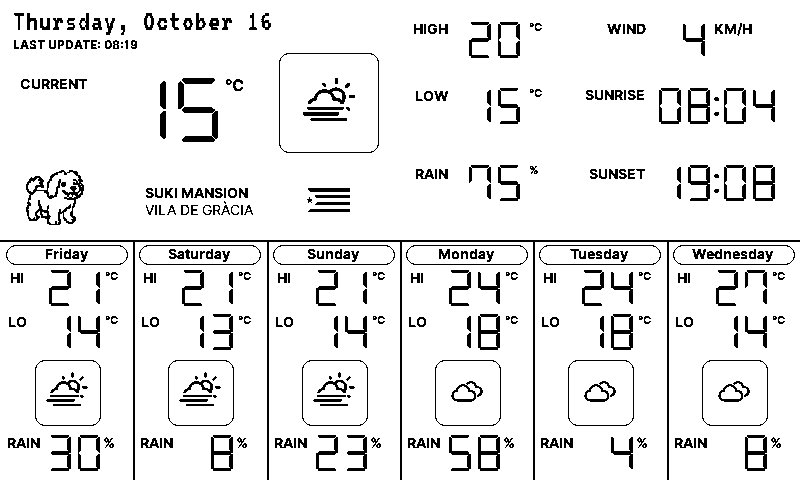 Thursday, October 16
LAST UPDATE: 08:19
CURRENT
15 °C
SUKI MANSION
VILA DE GRÀCIA
HIGH 20 °C
LOW 15 °C
RAIN 75 %
WIND 4 KM/H
SUNRISE 08:04
SUNSET 19:08
Friday
HI 21 °C
LO 14 °C
RAIN 30 %
Saturday
HI 21 °C
LO 13 °C
RAIN 8 %
Sunday
HI 21 °C
LO 14 °C
RAIN 23 %
Monday
HI 24 °C
LO 18 °C
RAIN 58 %
Tuesday
HI 24 °C
LO 18 °C
RAIN 4 %
Wednesday
HI 27 °C
LO 14 °C
RAIN 8 %